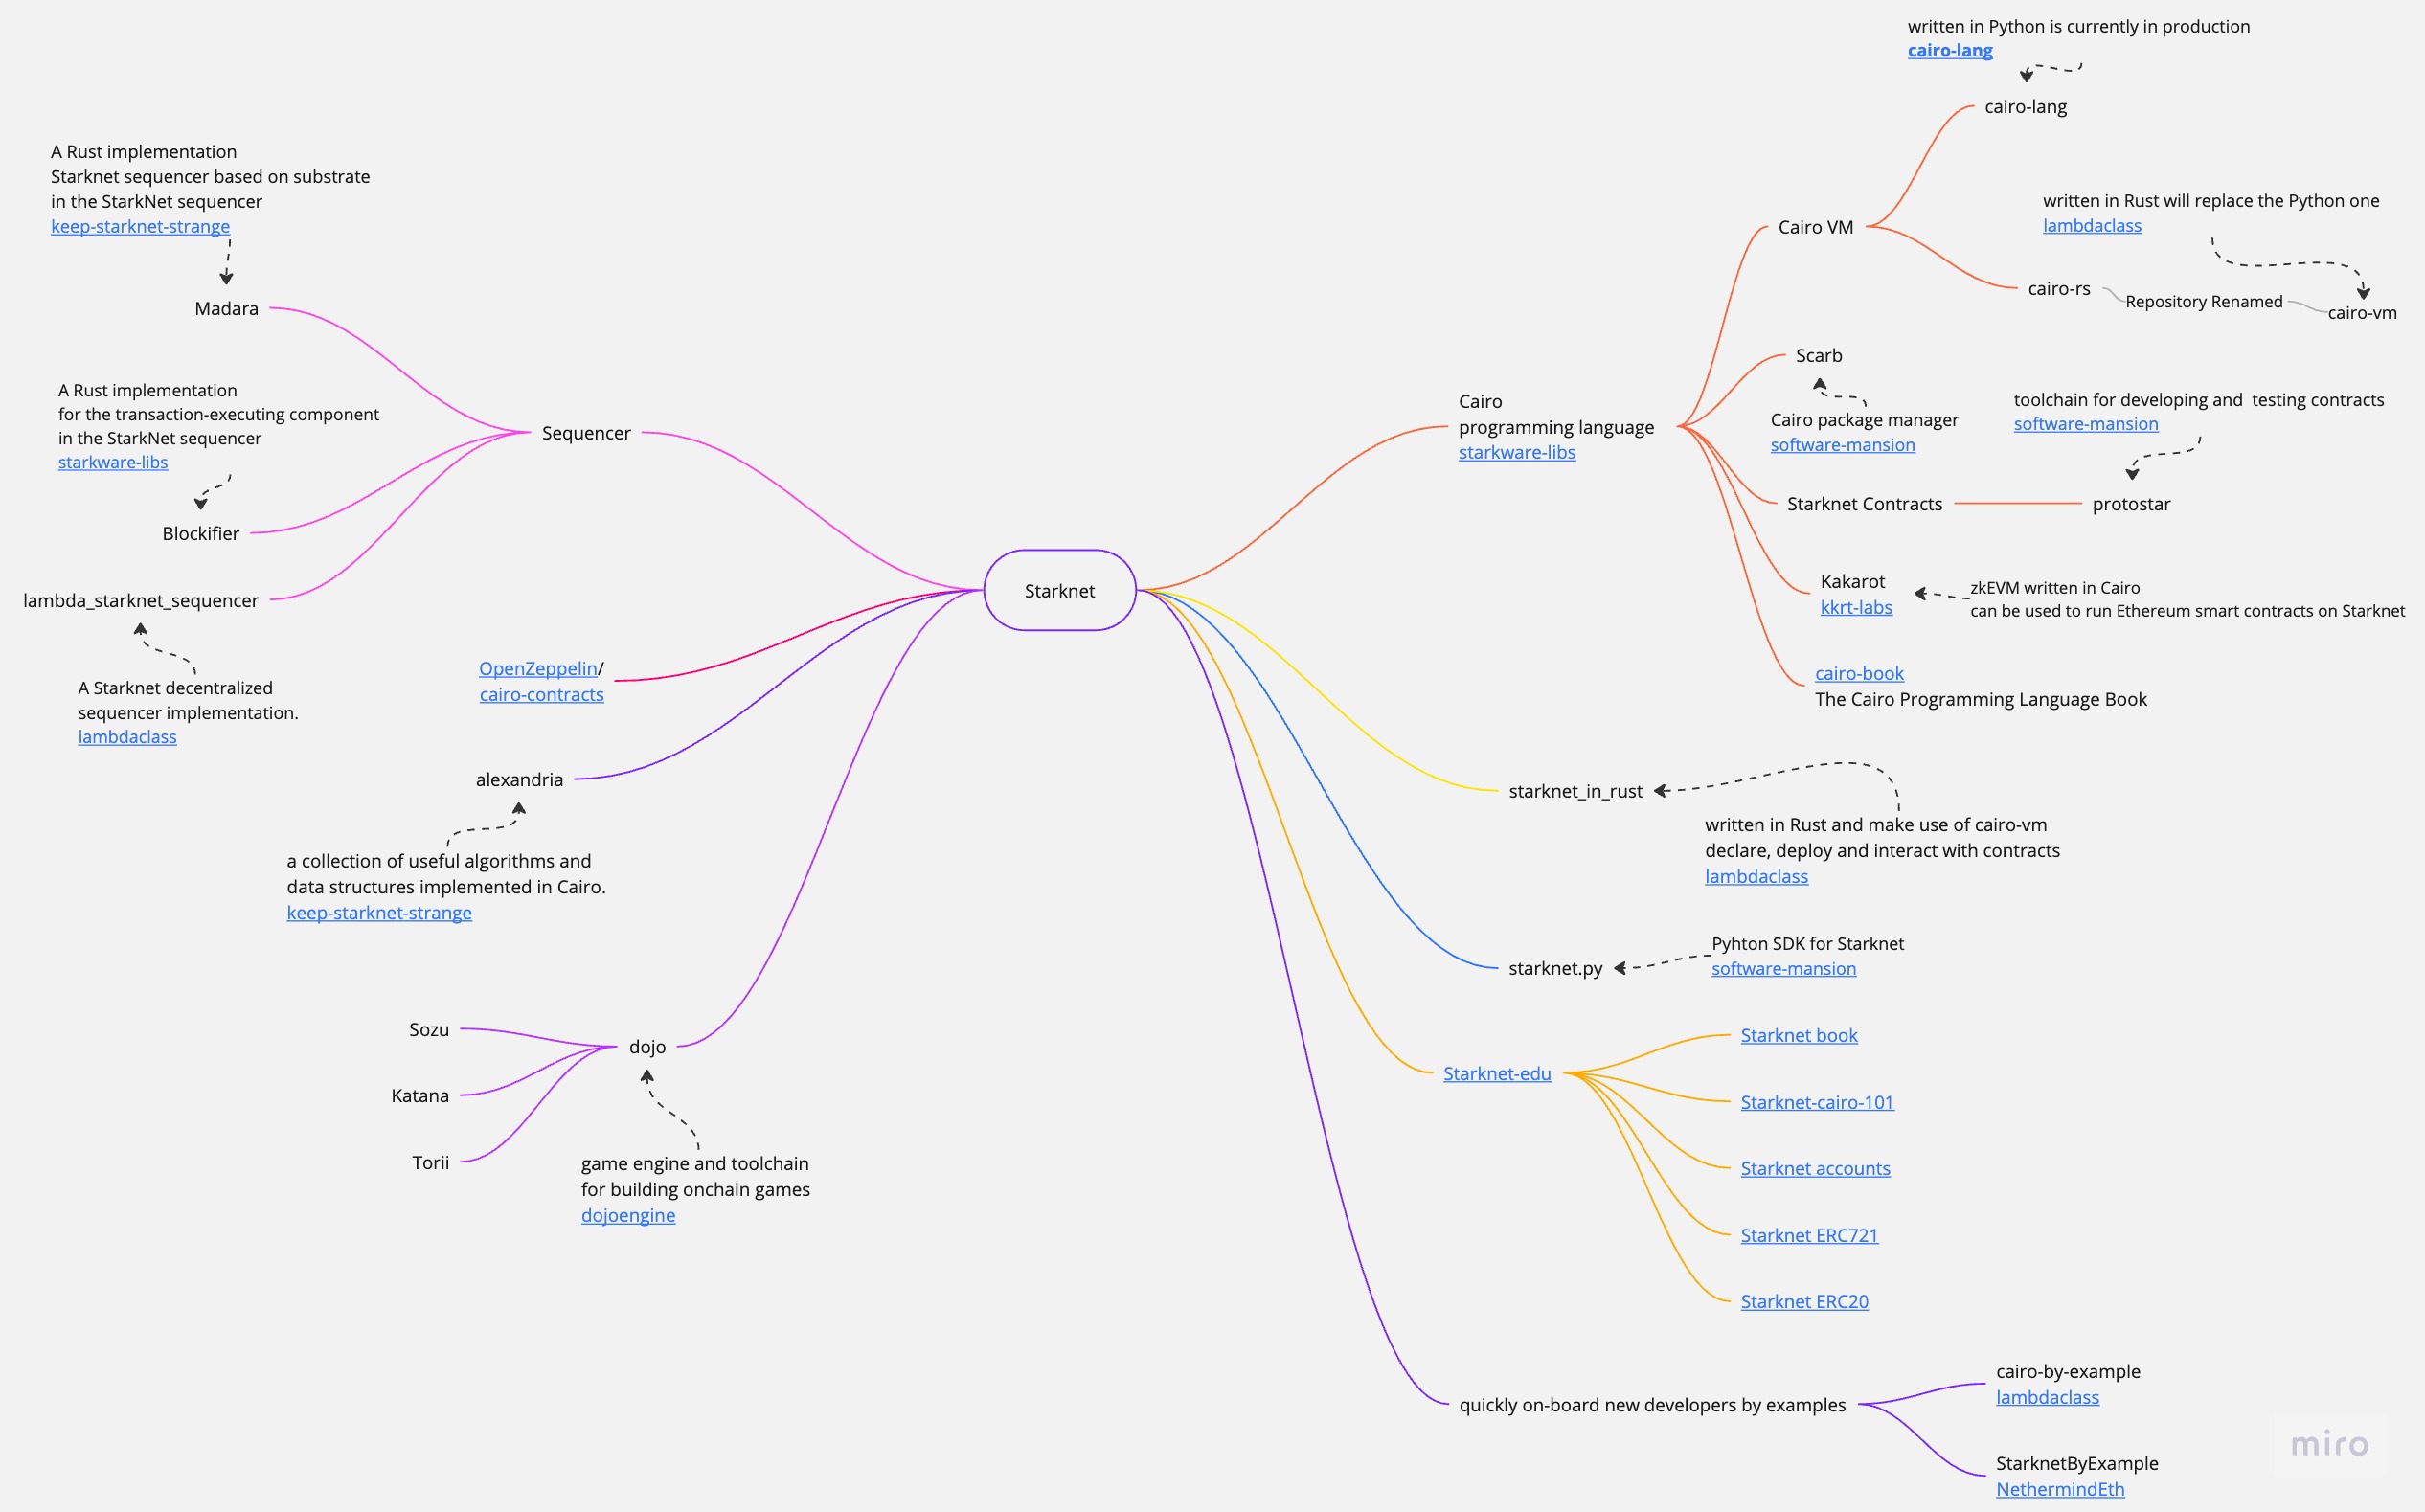 written in Python is currently in production
cairo-lang
cairo-lang
A Rust implementation
Starknet sequencer based on substrate
in the StarkNet sequencer
keep-starknet-strange
Madara
written in Rust will replace the Python one
lambdaclass
Cairo VM
cairo-rs
Repository Renamed
cairo-vm
A Rust implementation
for the transaction-executing component
in the StarkNet sequencer
starkware-libs
Blockifier
Sequencer
lambda_starknet_sequencer
A Starknet decentralized
sequencer implementation.
lambdaclass
Cairo
programming language
starkware-libs
Scarb
Cairo package manager
software-mansion
toolchain for developing and  testing contracts
software-mansion
Starknet Contracts
protostar
Starknet
Kakarot
kkrt-labs
zkEVM written in Cairo
can be used to run Ethereum smart contracts on Starknet
cairo-book
The Cairo Programming Language Book
OpenZeppelin/
cairo-contracts
alexandria
a collection of useful algorithms and
data structures implemented in Cairo.
keep-starknet-strange
starknet_in_rust
written in Rust and make use of cairo-vm
declare, deploy and interact with contracts
lambdaclass
starknet.py
Pyhton SDK for Starknet
software-mansion
Sozu
Katana
Torii
dojo
game engine and toolchain
for building onchain games
dojoengine
Starknet-edu
Starknet book
Starknet-cairo-101
Starknet accounts
Starknet ERC721
Starknet ERC20
quickly on-board new developers by examples
cairo-by-example
lambdaclass
StarknetByExample
NethermindEth
miro